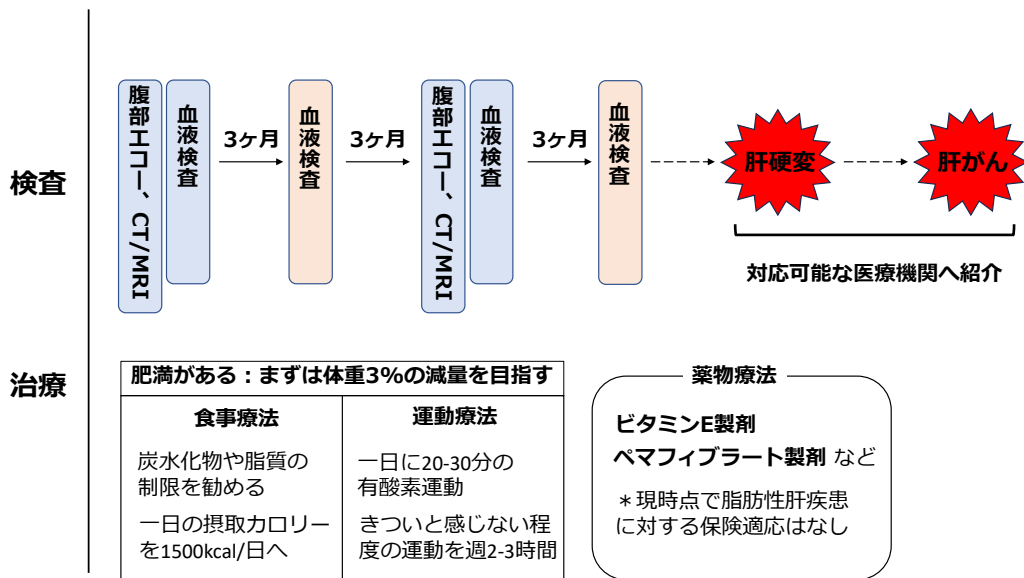 検査
腹部エコー、CT/MRI
血液検査
3ヶ月
血液検査
3ヶ月
腹部エコー、CT/MRI
血液検査
3ヶ月
血液検査
肝硬変
肝がん
対応可能な医療機関へ紹介
治療
肥満がある：まずは体重3%の減量を目指す
食事療法
炭水化物や脂質の
制限を勧める
一日の摂取カロリー
を1500kcal/日へ
運動療法
一日に20-30分の
有酸素運動
きついと感じない程
度の運動を週2-3時間
薬物療法
ビタミンE製剤
ペマフィブラート製剤 など
＊現時点で脂肪性肝疾患
に対する保険適応はなし